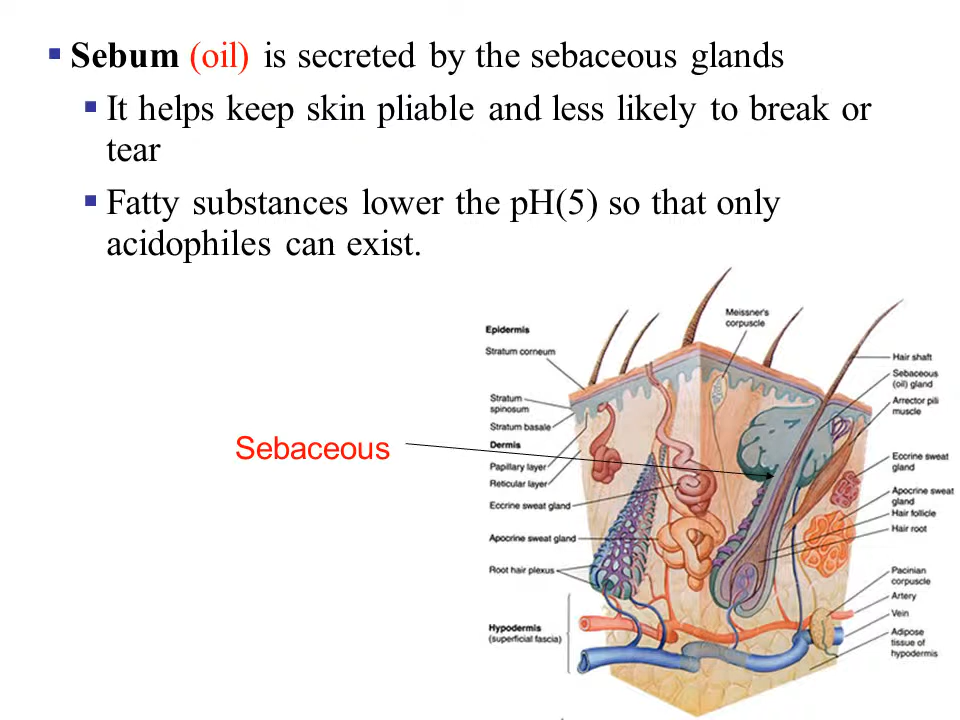 Sebum (oil) is secreted by the sebaceous glands
It helps keep skin pliable and less likely to break or
tear
Fatty substances lower the pH(5) so that only
acidophiles can exist.
Meissner's
corpuscle
Epidermis
Stratum corneum
Stratum
spinosum
Stratum basale
Dermis
Papillary layer
Reticular layer
Eccrine sweat gland
Apocrine sweat gland
Root hair plexus
Hypodermis
(superficial fascia)
Sebaceous
Hair shaft
Sebaceous
(oil) gland
Arrector pili
muscle
Eccrine sweat
gland
Apocrine sweat
gland
Hair follicle
Hair root
Pacinian
corpuscle
Artery
Vein
Adipose
tissue of
hypodermis